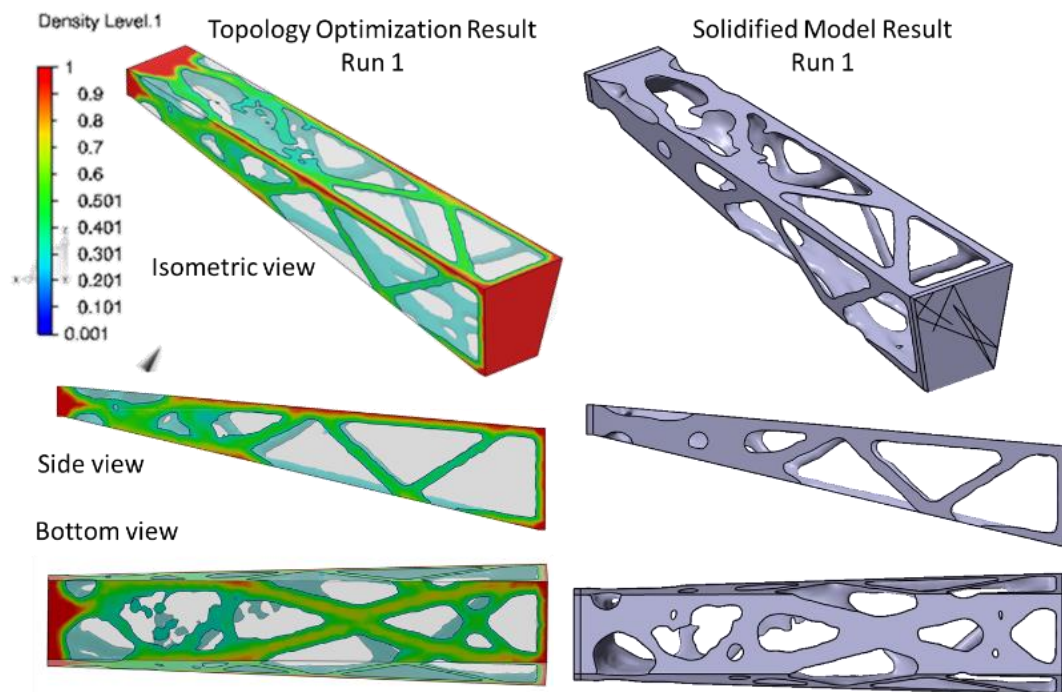 Density Level.1
Topology Optimization Result
Run 1
Solidified Model Result
Run 1
1
0.9
0.8
0.7
0.6
0.501
0.401
0.301
0.201
0.101
0.001
Isometric view
Side view
Bottom view